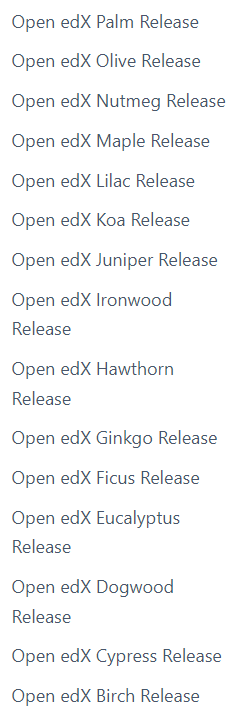 Open edX Palm Release
Open edX Olive Release
Open edX Nutmeg Release
Open edX Maple Release
Open edX Lilac Release
Open edX Koa Release
Open edX Juniper Release
Open edX Ironwood
Release
Open edX Hawthorn
Release
Open edX Ginkgo Release
Open edX Ficus Release
Open edX Eucalyptus
Release
Open edX Dogwood
Release
Open edX Cypress Release
Open edX Birch Release